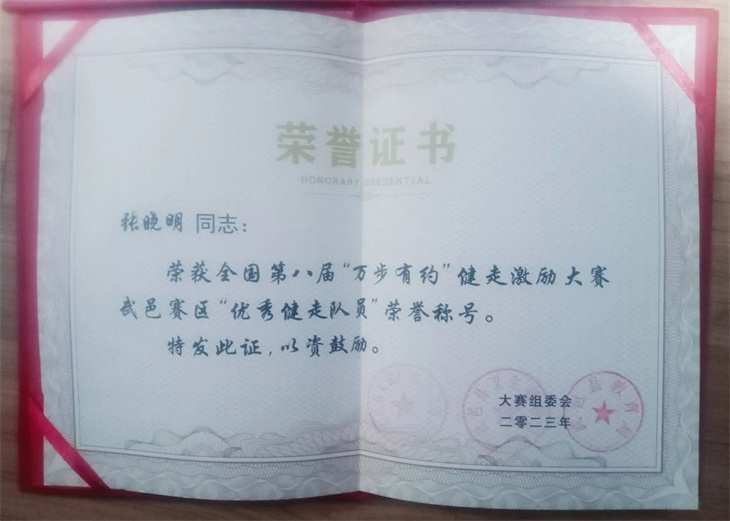 荣誉证书
HONORARY CREDENTIAL
张晓明 同志：
荣获全国第八届“万步有约”健走激励大赛
武邑赛区“优秀健走队员”荣誉称号。
特发此证，以资鼓励。
大赛组委会
二零二三年